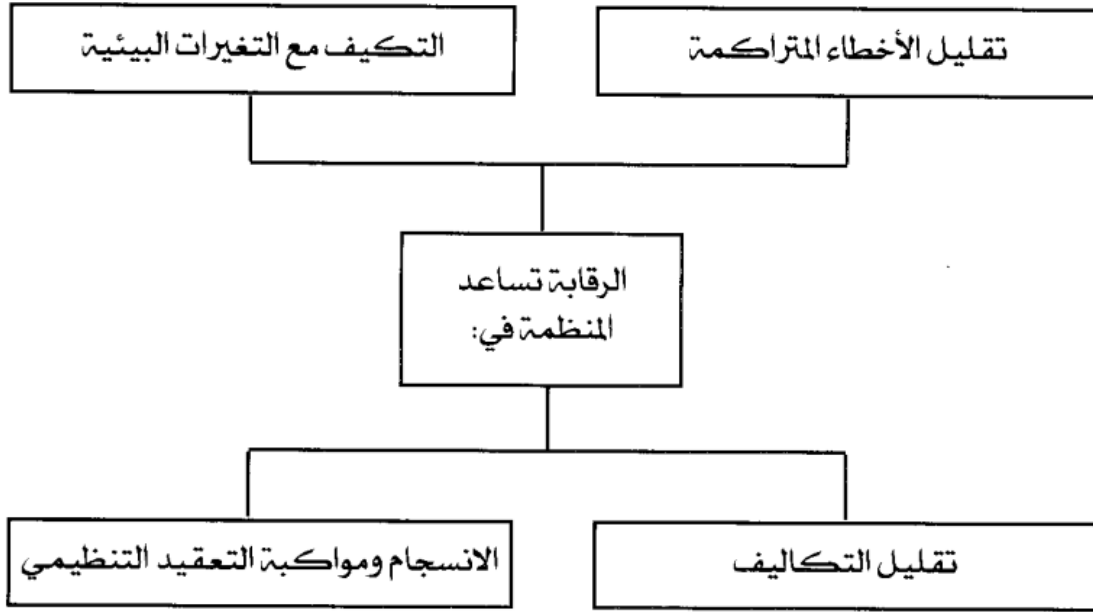 تقليل الأخطاء المتراكمة
التكيف مع التغيرات البيئية
الرقابة تساعد
المنظمة في:
تقليل التكاليف
الانسجام ومواكبة التعقيد التنظيمي